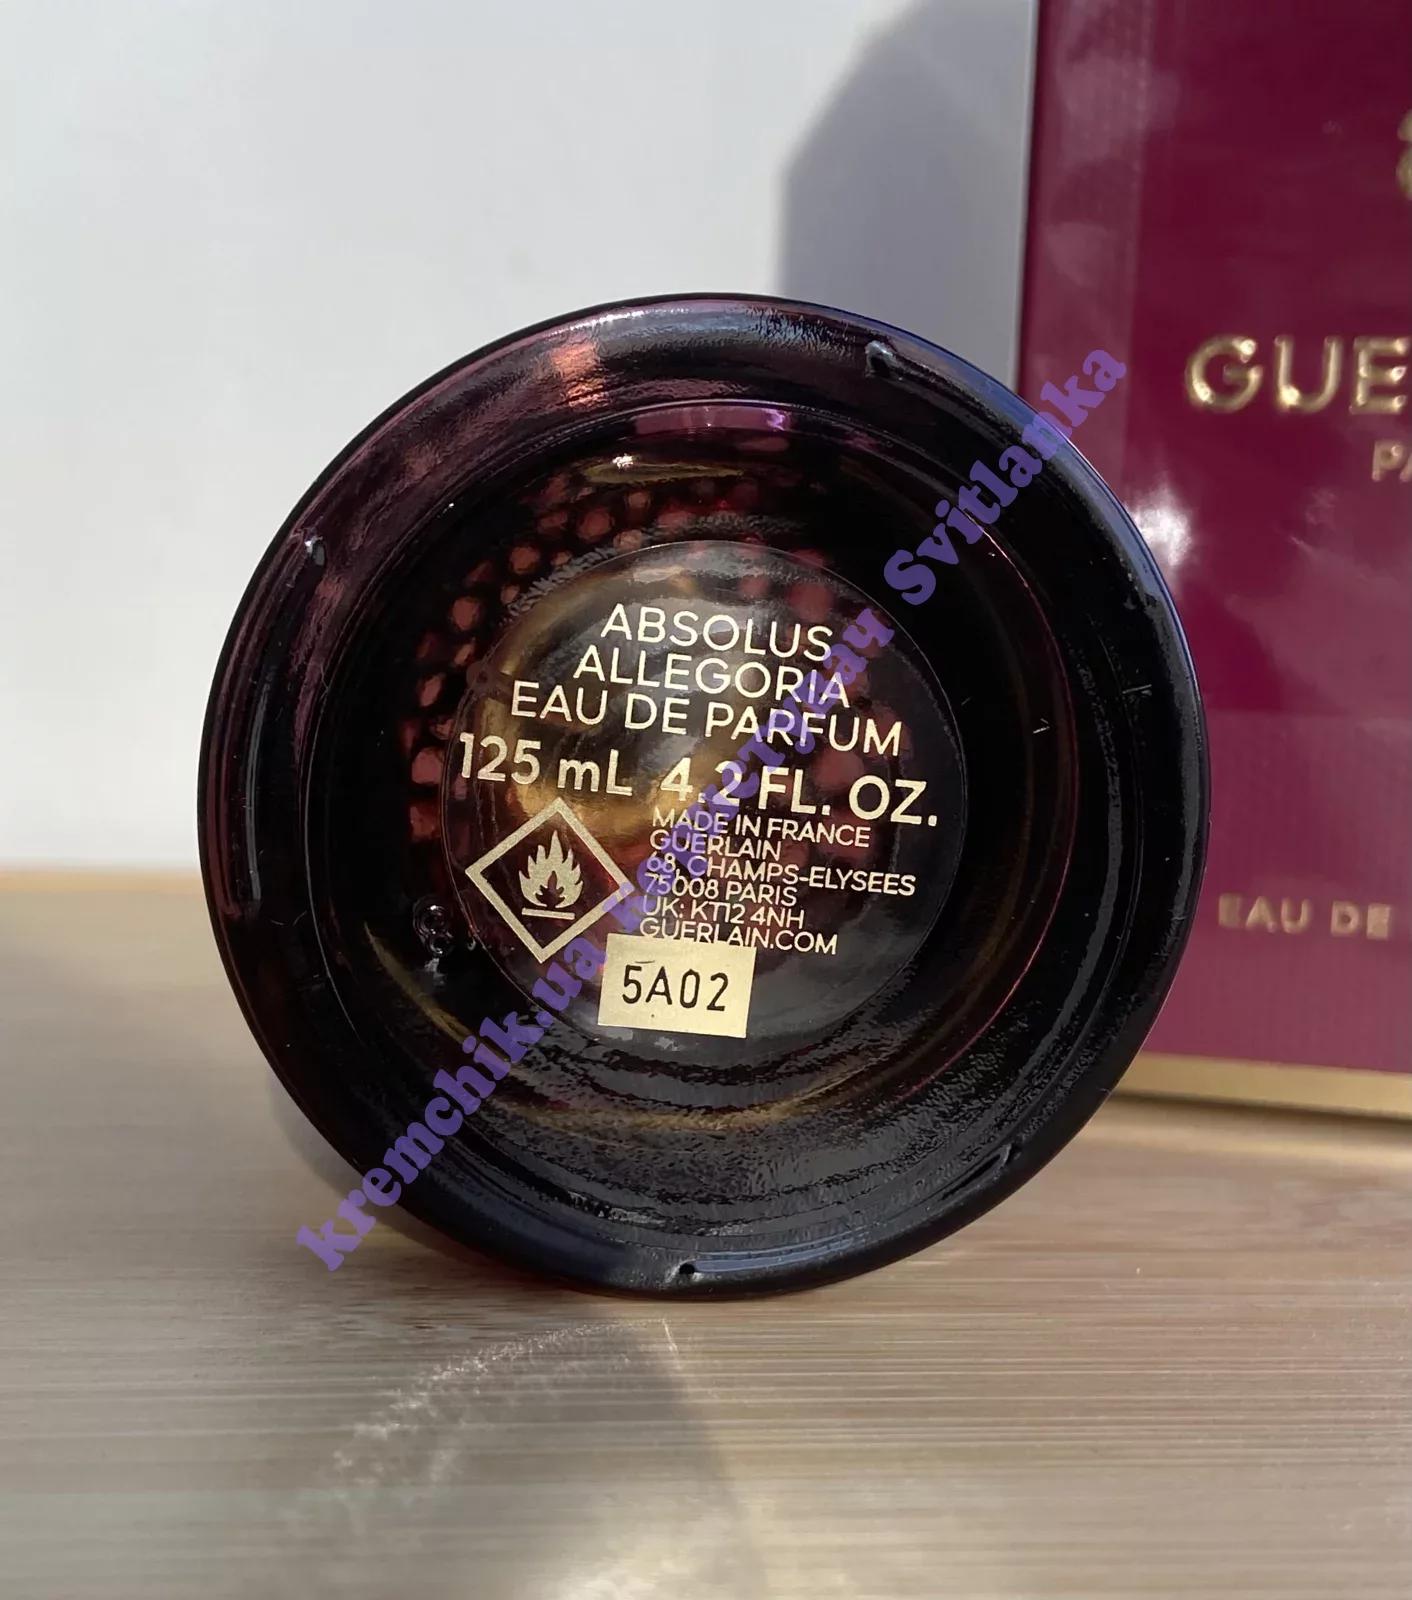 GUE
PA
EAU DE
ABSOLUS
ALLEGORIA
EAU DE PARFUM
125 mL 4.2 FL. OZ.
MADE IN FRANCE
GUERLAIN
68, CHAMPS-ELYSEES
75008 PARIS
UK: KT12 4NH
GUERLAIN.COM
5A02
kremchik.ua Користувач Svitlanka